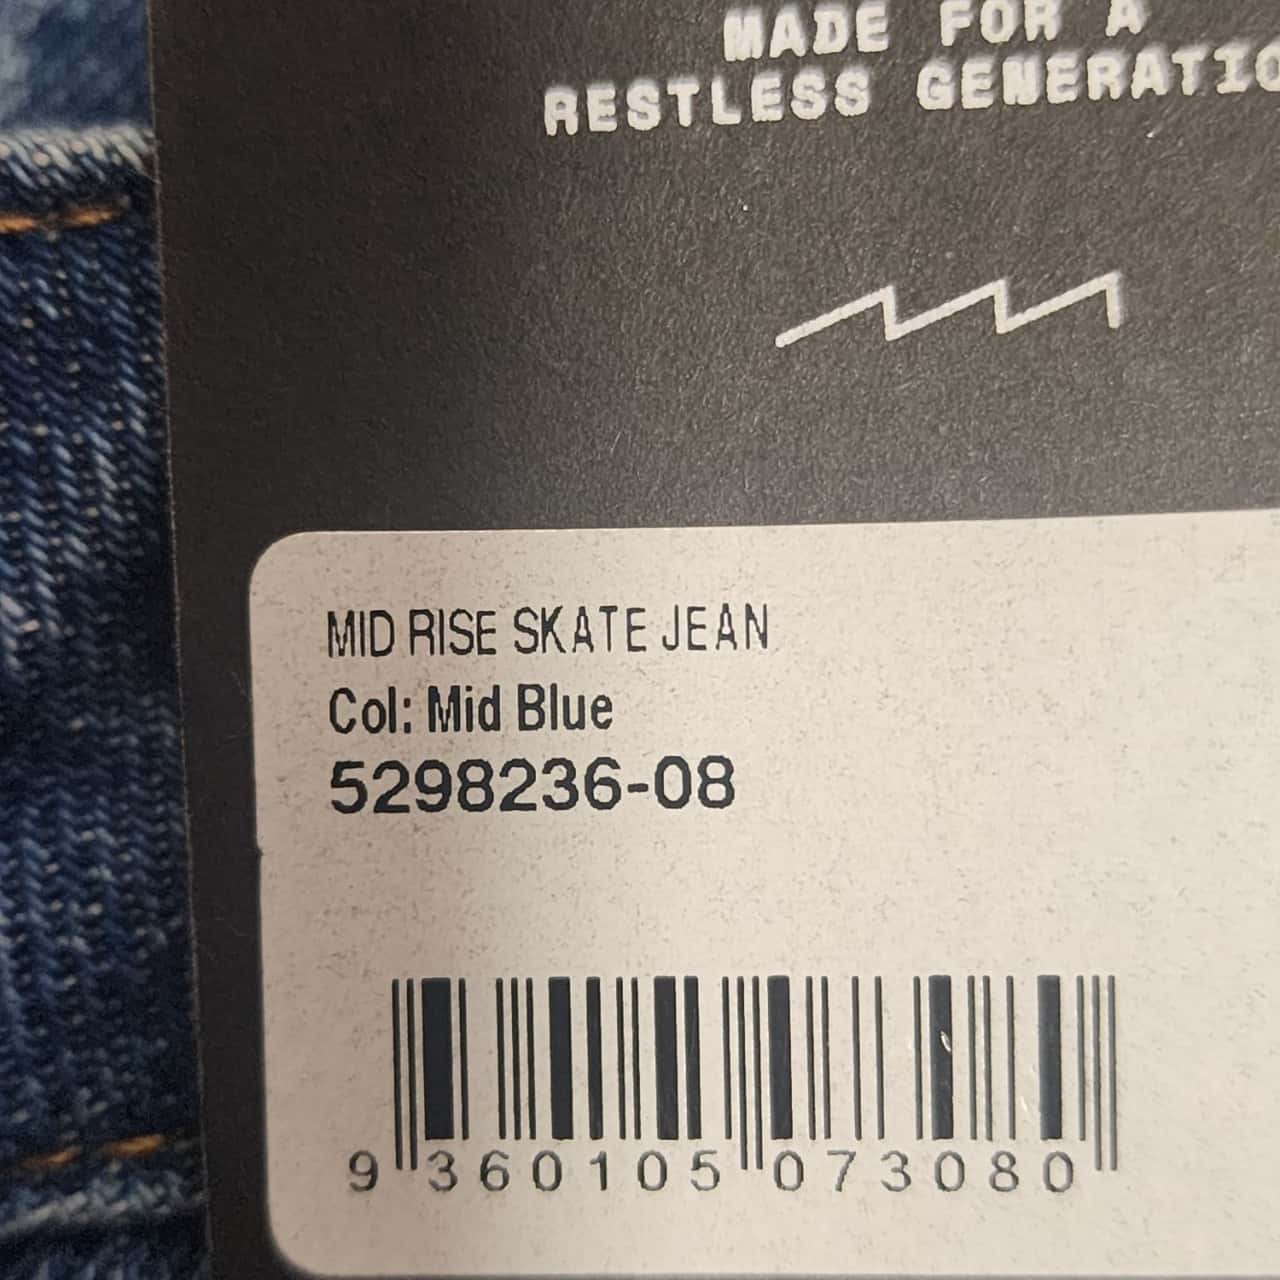 MADE FOR A
RESTLESS GENERATIO
MID RISE SKATE JEAN
Col: Mid Blue
5298236-08
9 360105 073080